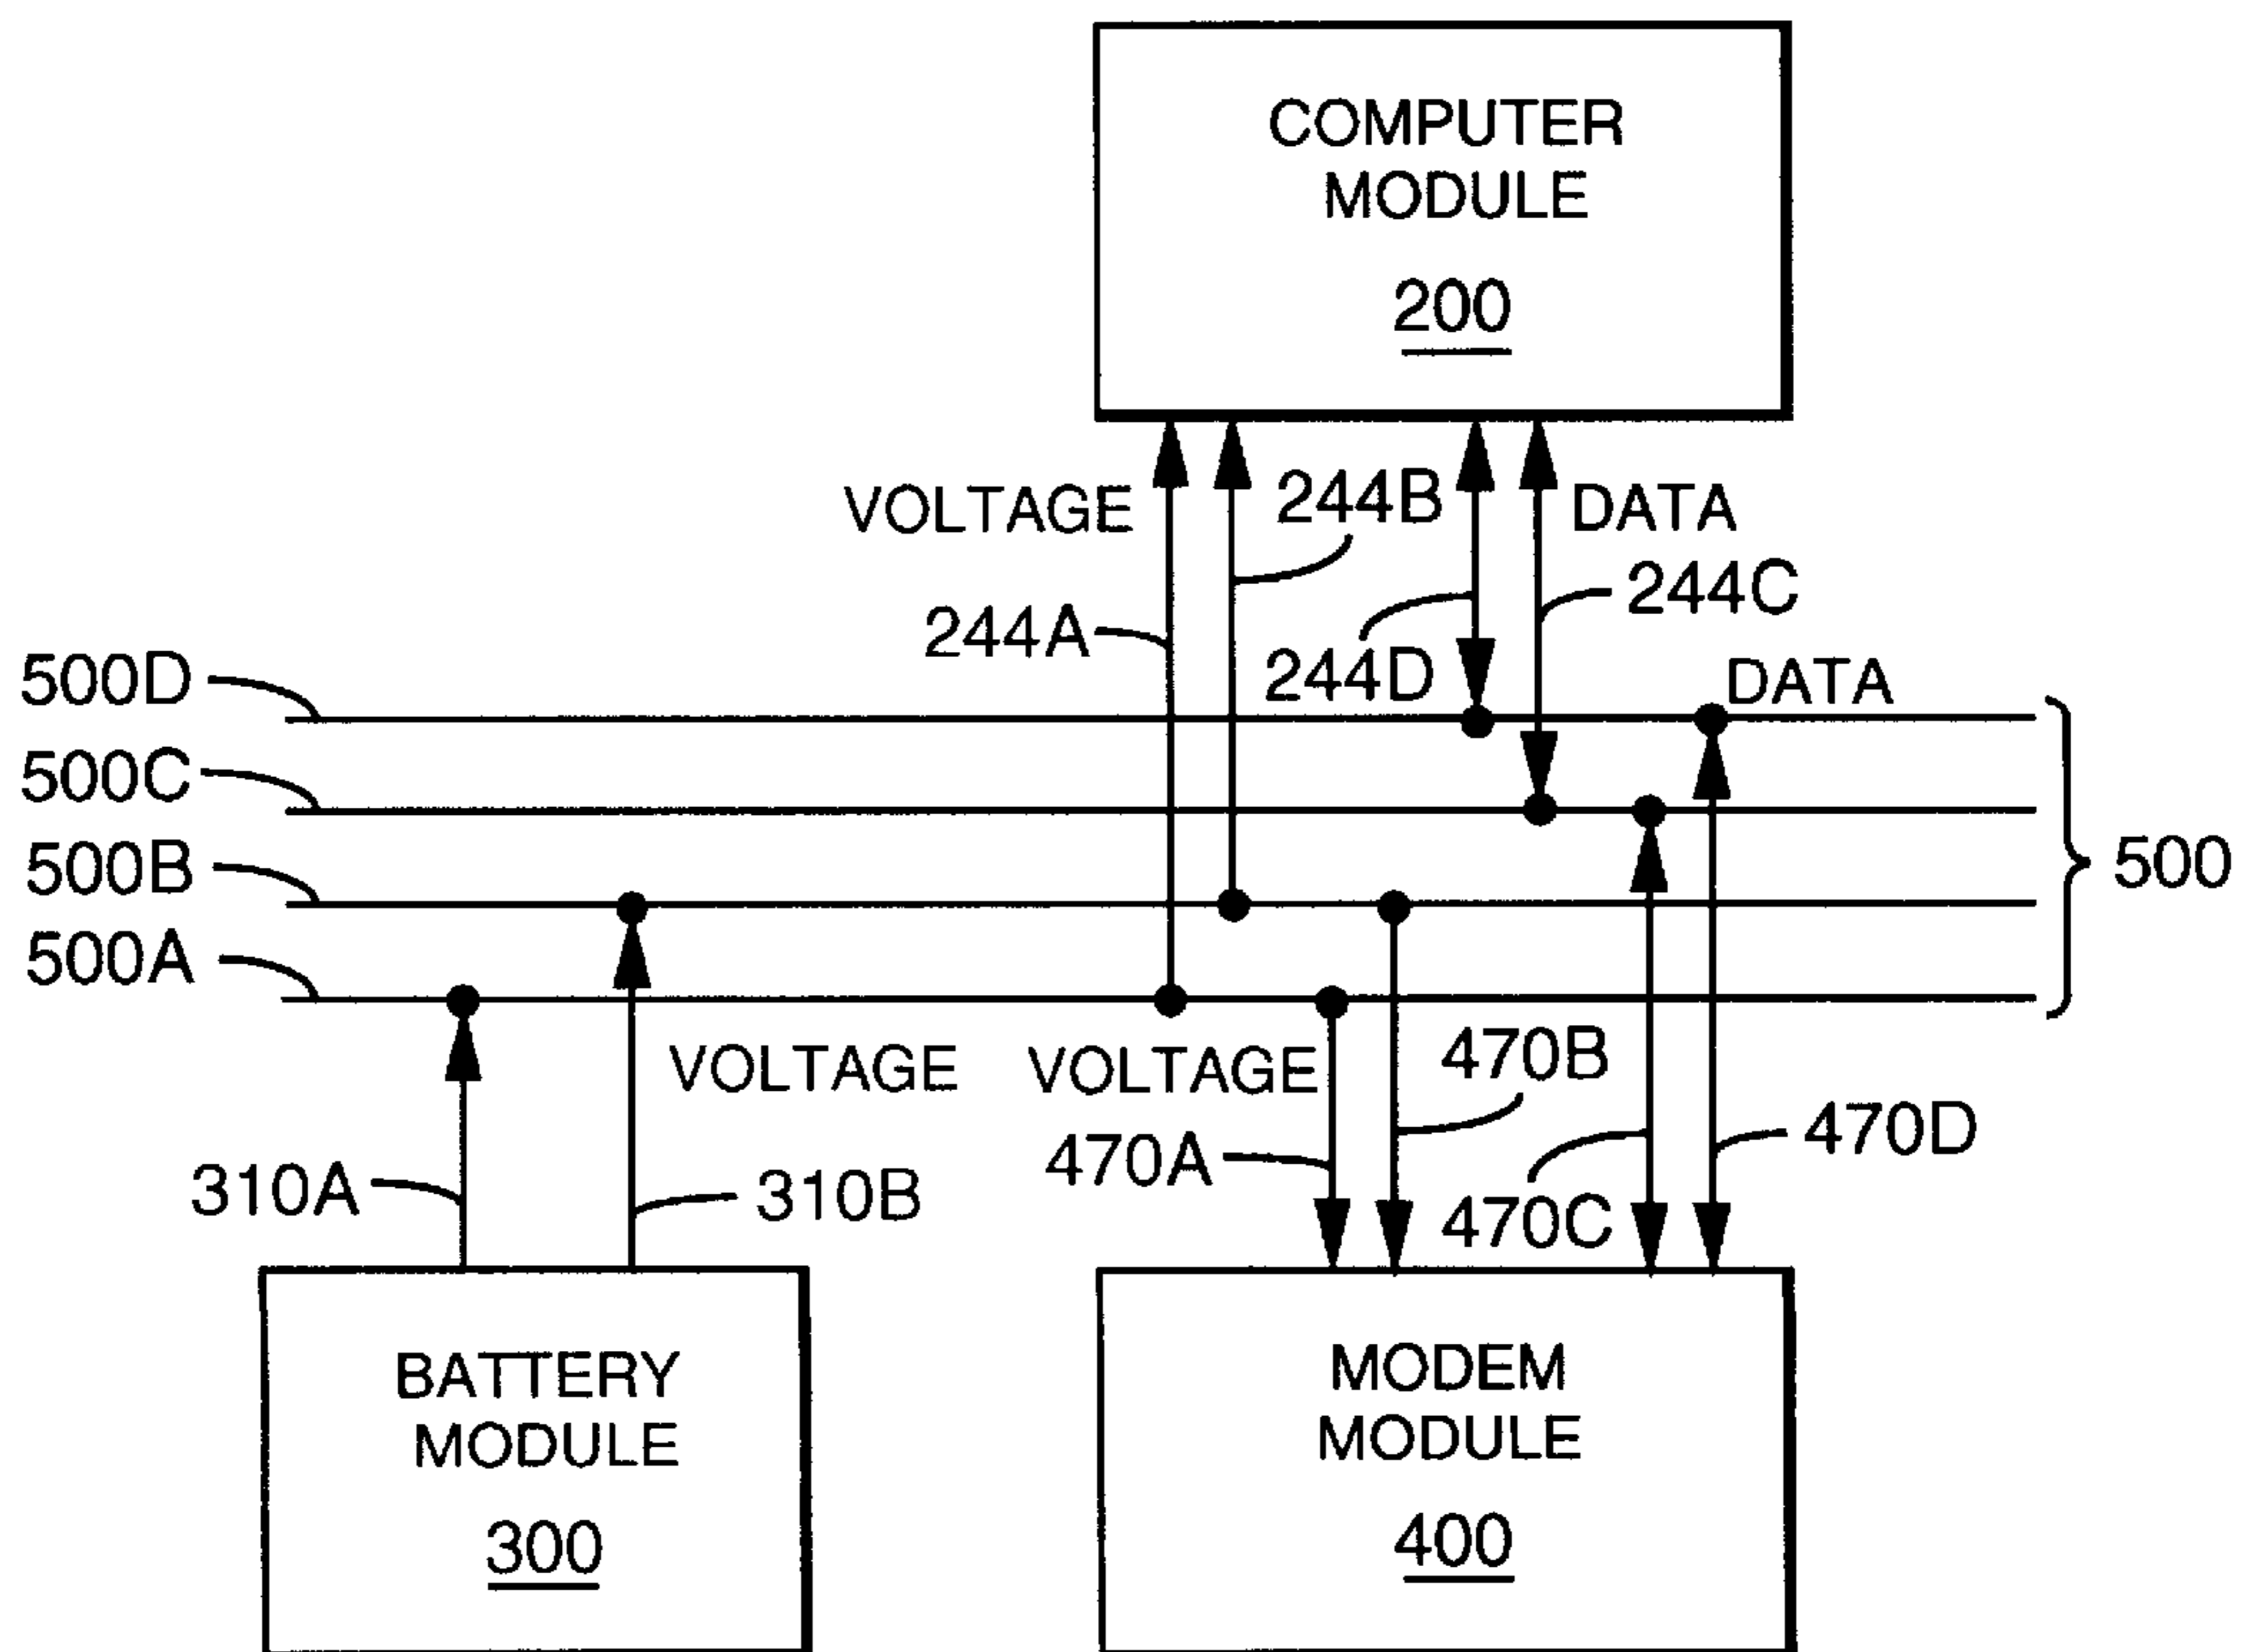 COMPUTER
MODULE
200
VOLTAGE
244B
DATA
244C
244A
244D
DATA
500D
500C
500B
500A
500
VOLTAGE
VOLTAGE
470B
470A
470D
310A
310B
470C
BATTERY
MODULE
300
MODEM
MODULE
400